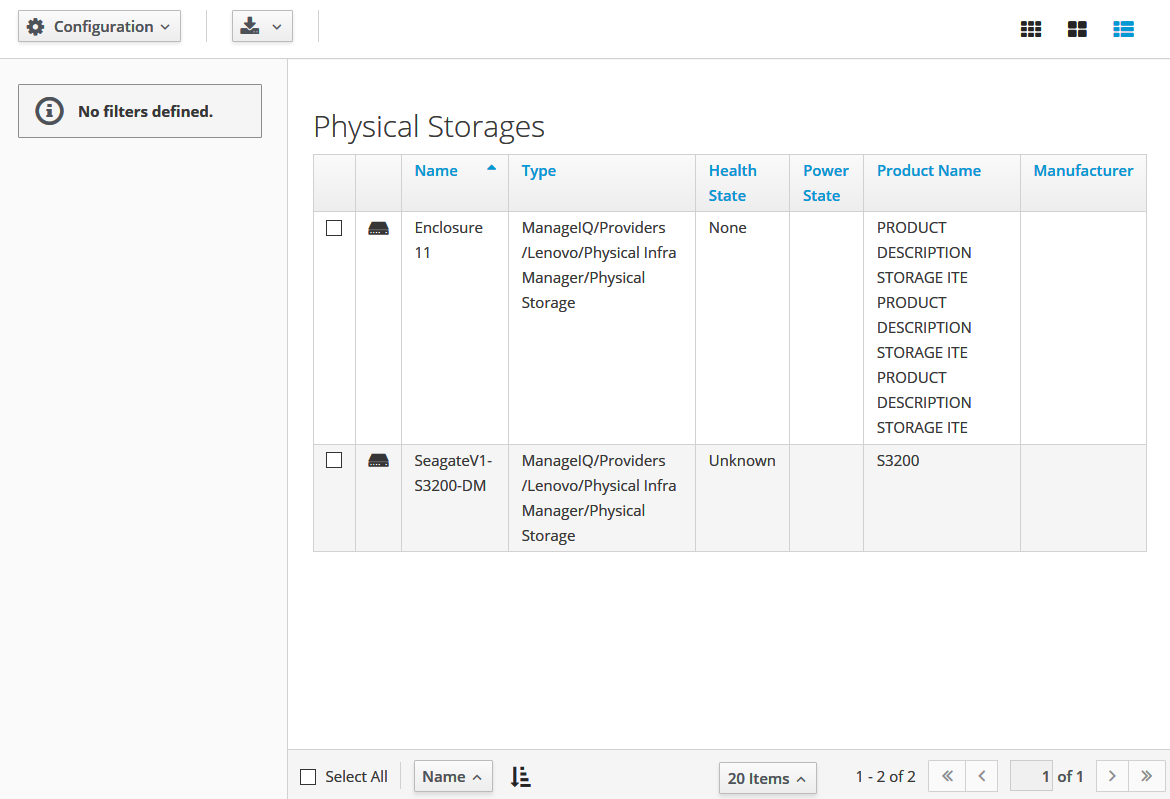 Configuration
No filters defined.
Physical Storages
Name Type Health State Power State Product Name Manufacturer
Enclosure 11
ManageIQ/Providers
/Lenovo/Physical Infra
Manager/Physical
Storage
None
PRODUCT
DESCRIPTION
STORAGE ITE
PRODUCT
DESCRIPTION
STORAGE ITE
PRODUCT
DESCRIPTION
STORAGE ITE
SeagateV1-
S3200-DM
ManageIQ/Providers
/Lenovo/Physical Infra
Manager/Physical
Storage
Unknown
S3200
Select All Name 20 Items 1 - 2 of 2 « ‹ 1 of 1 › »